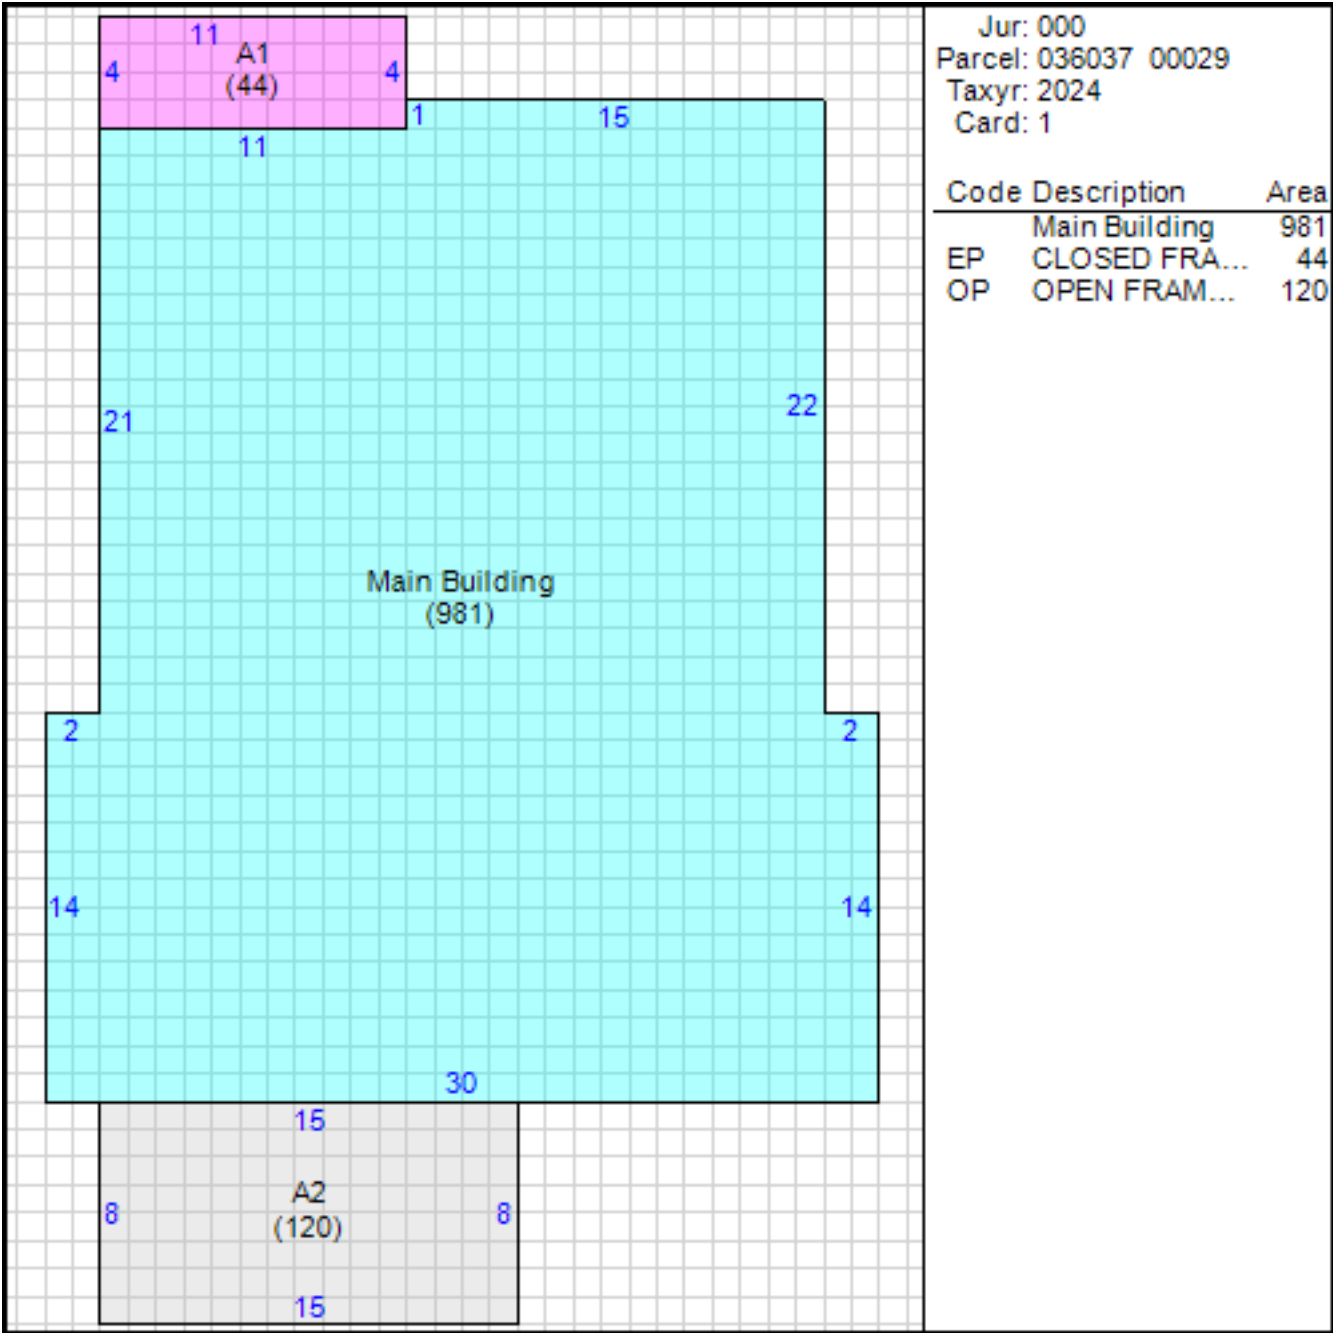 11
A1
4
4
(44)
1
15
11
21
22
Main Building
(981)
2
2
14
14
30
15
A2
8
8
(120)
15
Jur: 000
Parcel: 036037 00029
Taxyr: 2024
Card: 1
Code Description Area
Main Building 981
EP CLOSED FRA... 44
OP OPEN FRAM... 120